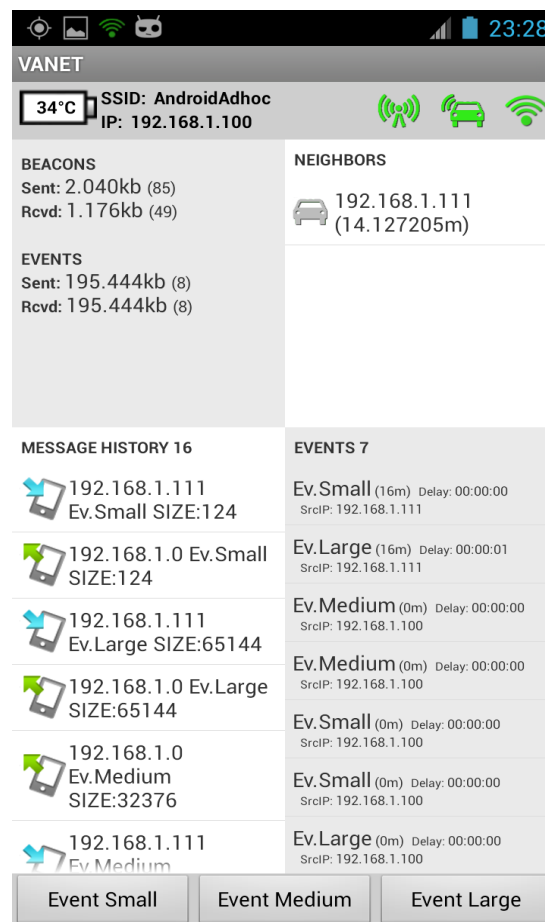 23:28
VANET
34°C
SSID: AndroidAdhoc
IP: 192.168.1.100
BEACONS
Sent: 2.040kb (85)
Rcvd: 1.176kb (49)
EVENTS
Sent: 195.444kb (8)
Rcvd: 195.444kb (8)
NEIGHBORS
192.168.1.111
(14.127205m)
MESSAGE HISTORY 16
192.168.1.111
Ev.Small SIZE:124
192.168.1.0 Ev.Small
SIZE:124
192.168.1.111
Ev.Large SIZE:65144
192.168.1.0 Ev.Large
SIZE:65144
192.168.1.0
Ev.Medium
SIZE:32376
192.168.1.111
Ev.Medium
EVENTS 7
Ev.Small (16m) Delay: 00:00:00
SrcIP: 192.168.1.111
Ev.Large (16m) Delay: 00:00:01
SrcIP: 192.168.1.111
Ev.Medium (0m) Delay: 00:00:00
SrcIP: 192.168.1.100
Ev.Medium (0m) Delay: 00:00:00
SrcIP: 192.168.1.100
Ev.Small (0m) Delay: 00:00:00
SrcIP: 192.168.1.100
Ev.Small (0m) Delay: 00:00:00
SrcIP: 192.168.1.100
Ev.Large (0m) Delay: 00:00:00
SrcIP: 192.168.1.100
Event Small
Event Medium
Event Large